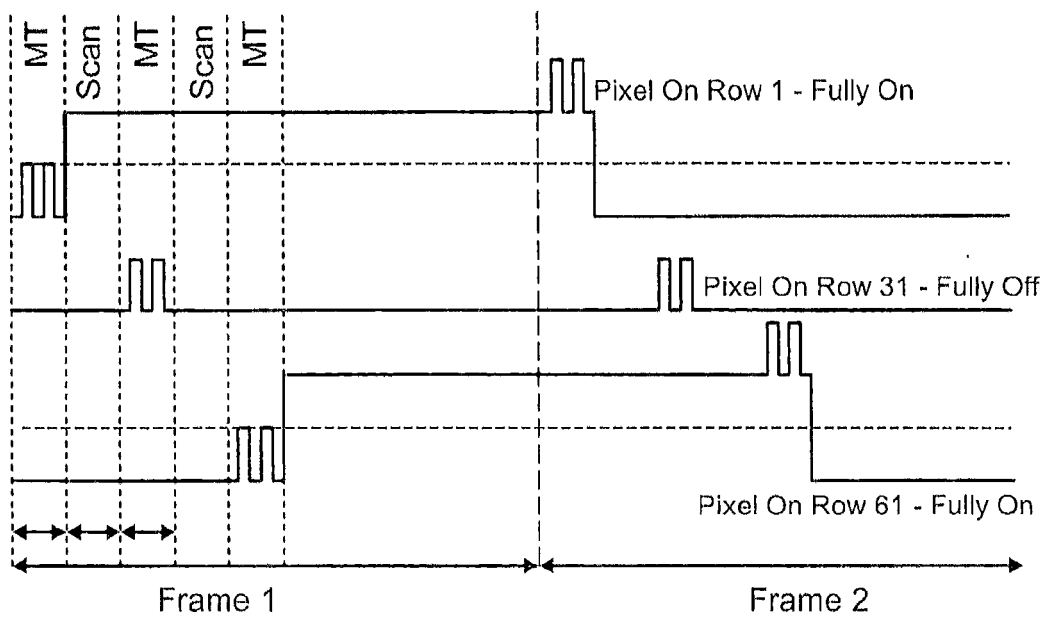 MT
Scan
MT
Scan
MT
Pixel On Row 1 - Fully On
Pixel On Row 31 - Fully Off
Pixel On Row 61 - Fully On
Frame 1
Frame 2